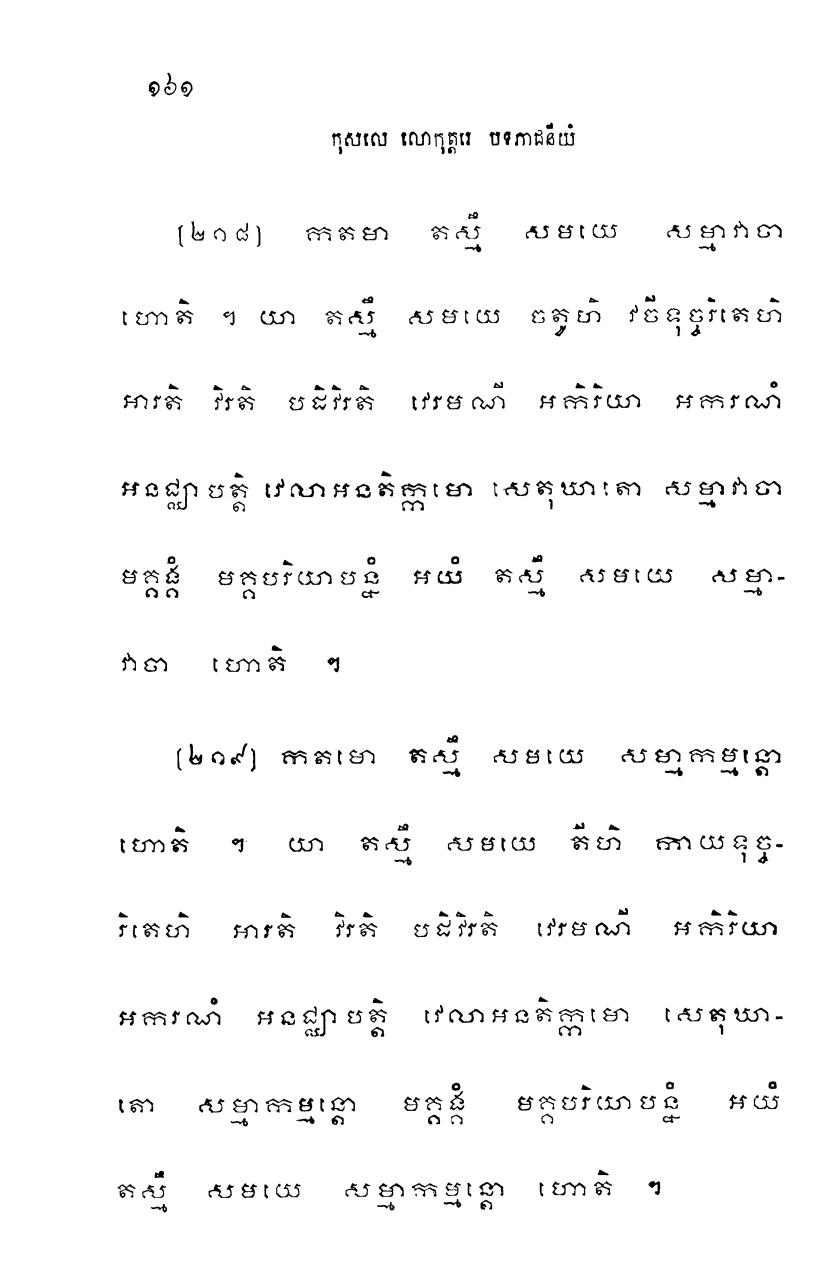 ១៦១
កុសលេ លោកុត្តរេ បទភាជនីយំ
[២១៨] កតមា តស្មឹ សមយេ សម្មាវាចា
ហោតិ ។ យា តស្មឹ សមយេ ចតូហិ វចីទុច្ចរិតេហិ
អារតិ វិរតិ បដិវិរតិ វេរមណី អកិរិយា អករណំ
អនជ្ឈាបត្តិ វេលាអនតិក្កមោ សេតុឃាតោ សម្មាវាចា
មគ្គង្គំ មគ្គបរិយាបន្នំ អយំ តស្មឹ សមយេ សម្មា-
វាចា ហោតិ ។
[២១៩] កតមោ តស្មឹ សមយេ សម្មាកម្មន្តោ
ហោតិ ។ យា តស្មឹ សមយេ តីហិ កាយទុច្ច-
រិតេហិ អារតិ វិរតិ បដិវិរតិ វេរមណី អកិរិយា
អករណំ អនជ្ឈាបត្តិ វេលាអនតិក្កមោ សេតុឃា-
តោ សម្មាកម្មន្តោ មគ្គង្គំ មគ្គបរិយាបន្នំ អយំ
តស្មឹ សមយេ សម្មាកម្មន្តោ ហោតិ ។